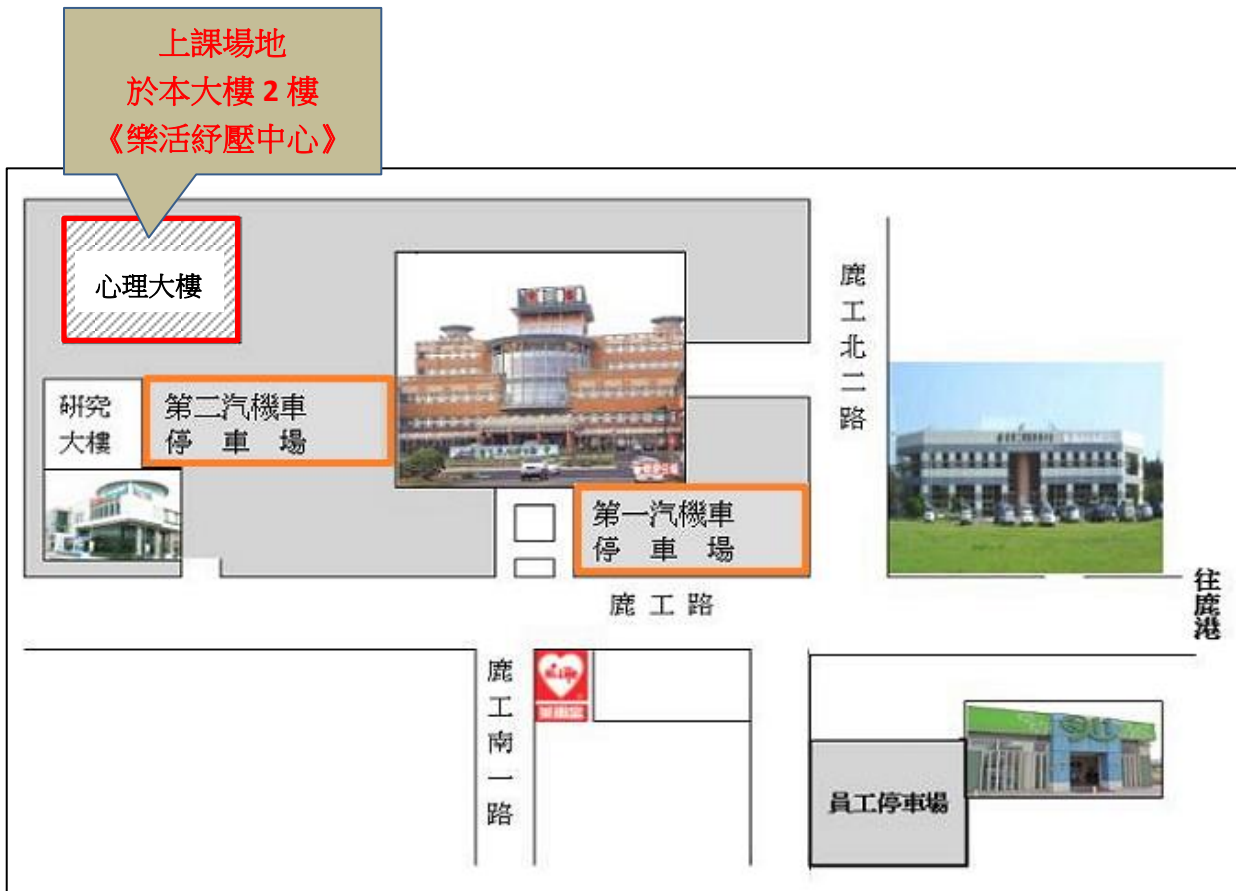 上課場地
於本大樓 2 樓
《樂活紓壓中心》
心理大樓
鹿工北二路
研究
大樓
第二汽機車
停 車 場
第一汽機車
停 車 場
往鹿港
鹿 工 路
鹿工南一路
員工停車場